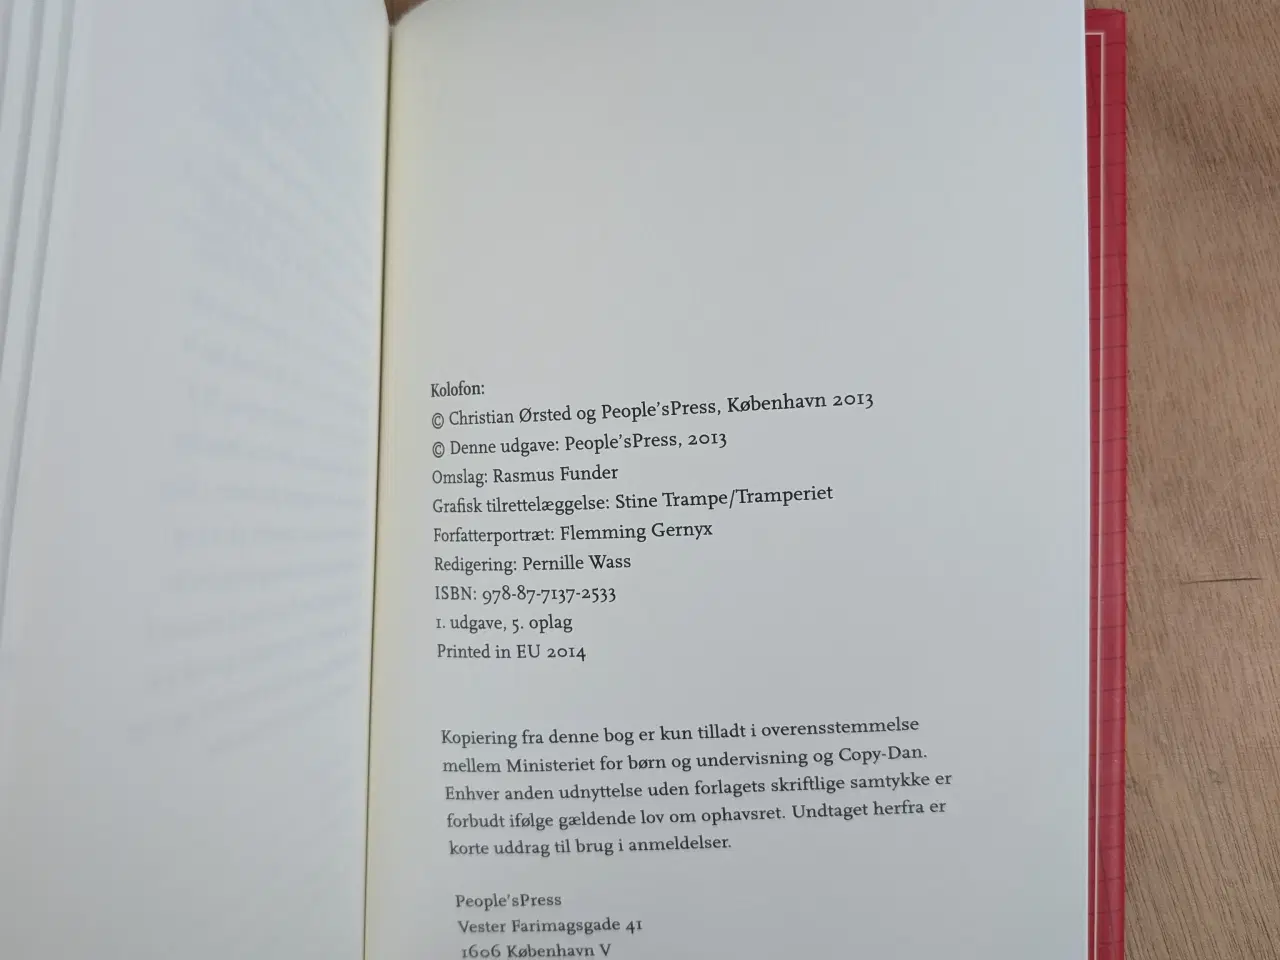 Kolofon:
© Christian Ørsted og People'sPress, København 2013
© Denne udgave: People'sPress, 2013
Omslag: Rasmus Funder
Grafisk tilrettelæggelse: Stine Trampe/Tramperiet
Forfatterportræt: Flemming Gernyx
Redigering: Pernille Wass
ISBN: 978-87-7137-2533
1. udgave, 5. oplag
Printed in EU 2014
Kopiering fra denne bog er kun tilladt i overensstemmelse
mellem Ministeriet for børn og undervisning og Copy-Dan.
Enhver anden udnyttelse uden forlagets skriftlige samtykke er
forbudt ifølge gældende lov om ophavsret. Undtaget herfra er
korte uddrag til brug i anmeldelser.
People'sPress
Vester Farimagsgade 41
1606 København V